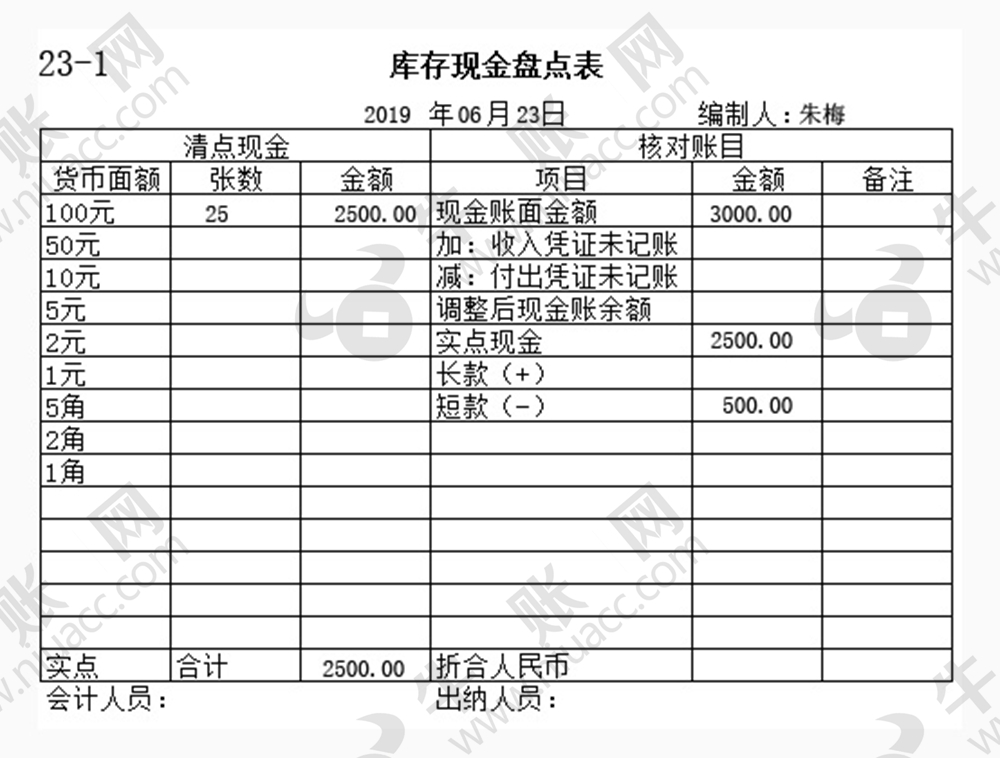 23-1
库存现金盘点表
2019 年06月23日 编制人:朱梅
清点现金 核对账目
货币面额 张数 金额 项目 金额 备注
100元 25 2500.00 现金账面金额 3000.00
50元 加:收入凭证未记账
10元 减:付出凭证未记账
5元 调整后现金账余额
2元 实点现金 2500.00
1元 长款(+)
5角 短款(-) 500.00
2角
1角
实点 合计 2500.00 折合人民币
会计人员: 出纳人员:
牛账网
www.niuacc.com